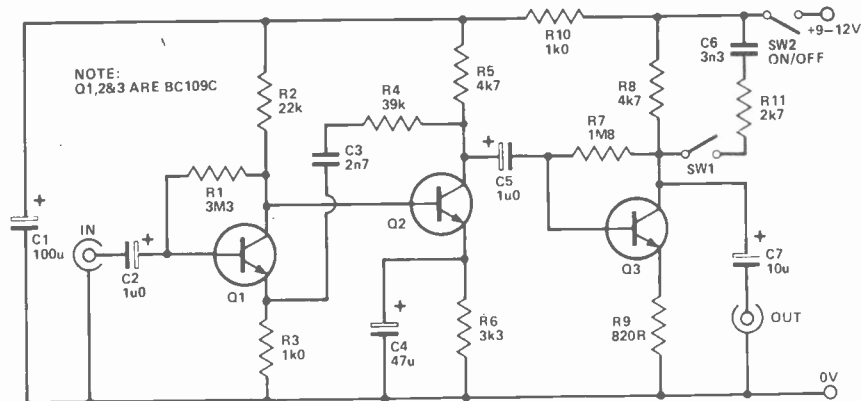 NOTE:
Q1,2&3 ARE BC109C
R2
22k
R4
39k
R5
4k7
R10
1k0
R8
4k7
C6
3n3
SW2
ON/OFF
+9–12V
R11
2k7
R7
1M8
SW1
C3
2n7
R1
3M3
C5
1u0
Q2
Q3
C1
100u
IN
C2
1u0
Q1
C7
10u
OUT
R3
1k0
C4
47u
R6
3k3
R9
820R
0V
+
+
+
+
+